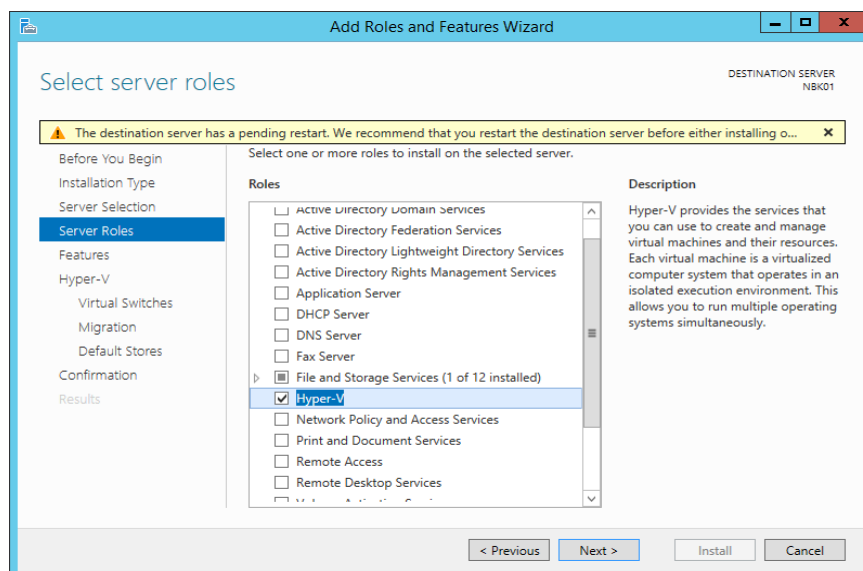 Add Roles and Features Wizard
Select server roles
DESTINATION SERVER
NBK01
The destination server has a pending restart. We recommend that you restart the destination server before either installing o...
Before You Begin
Installation Type
Server Selection
Server Roles
Features
Hyper-V
Virtual Switches
Migration
Default Stores
Confirmation
Results
Select one or more roles to install on the selected server.
Roles
Active Directory Domain Services
Active Directory Federation Services
Active Directory Lightweight Directory Services
Active Directory Rights Management Services
Application Server
DHCP Server
DNS Server
Fax Server
File and Storage Services (1 of 12 installed)
Hyper-V
Network Policy and Access Services
Print and Document Services
Remote Access
Remote Desktop Services
Description
Hyper-V provides the services that
you can use to create and manage
virtual machines and their resources.
Each virtual machine is a virtualized
computer system that operates in an
isolated execution environment. This
allows you to run multiple operating
systems simultaneously.
< Previous
Next >
Install
Cancel